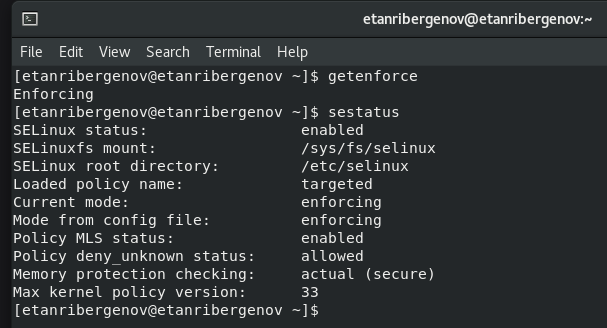 etanribergenov@etanribergenov:~
File Edit View Search Terminal Help
[etanribergenov@etanribergenov ~]$ getenforce
Enforcing
[etanribergenov@etanribergenov ~]$ sestatus
SELinux status:                 enabled
SELinuxfs mount:                /sys/fs/selinux
SELinux root directory:         /etc/selinux
Loaded policy name:             targeted
Current mode:                   enforcing
Mode from config file:          enforcing
Policy MLS status:              enabled
Policy deny_unknown status:     allowed
Memory protection checking:     actual (secure)
Max kernel policy version:      33
[etanribergenov@etanribergenov ~]$